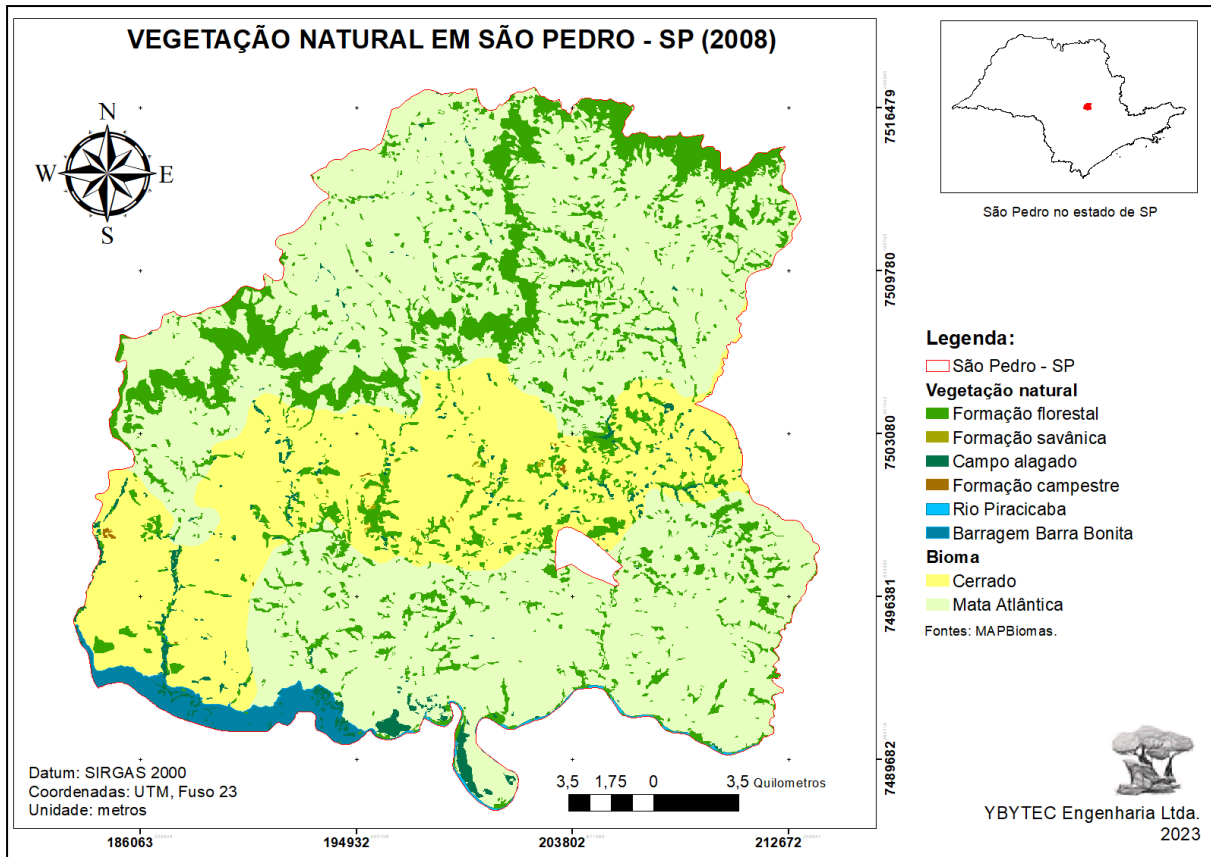 VEGETAÇÃO NATURAL EM SÃO PEDRO - SP (2008)
N
W E
S
São Pedro no estado de SP
7516479
7509780
7503080
7496381
7489682
Legenda:
São Pedro - SP
Vegetação natural
Formação florestal
Formação savânica
Campo alagado
Formação campestre
Rio Piracicaba
Barragem Barra Bonita
Bioma
Cerrado
Mata Atlântica
Fontes: MAPBiomas.
Datum: SIRGAS 2000
Coordenadas: UTM, Fuso 23
Unidade: metros
3,5 1,75 0 3,5 Quilometros
186063 194932 203802 212672
YBYTEC Engenharia Ltda.
2023